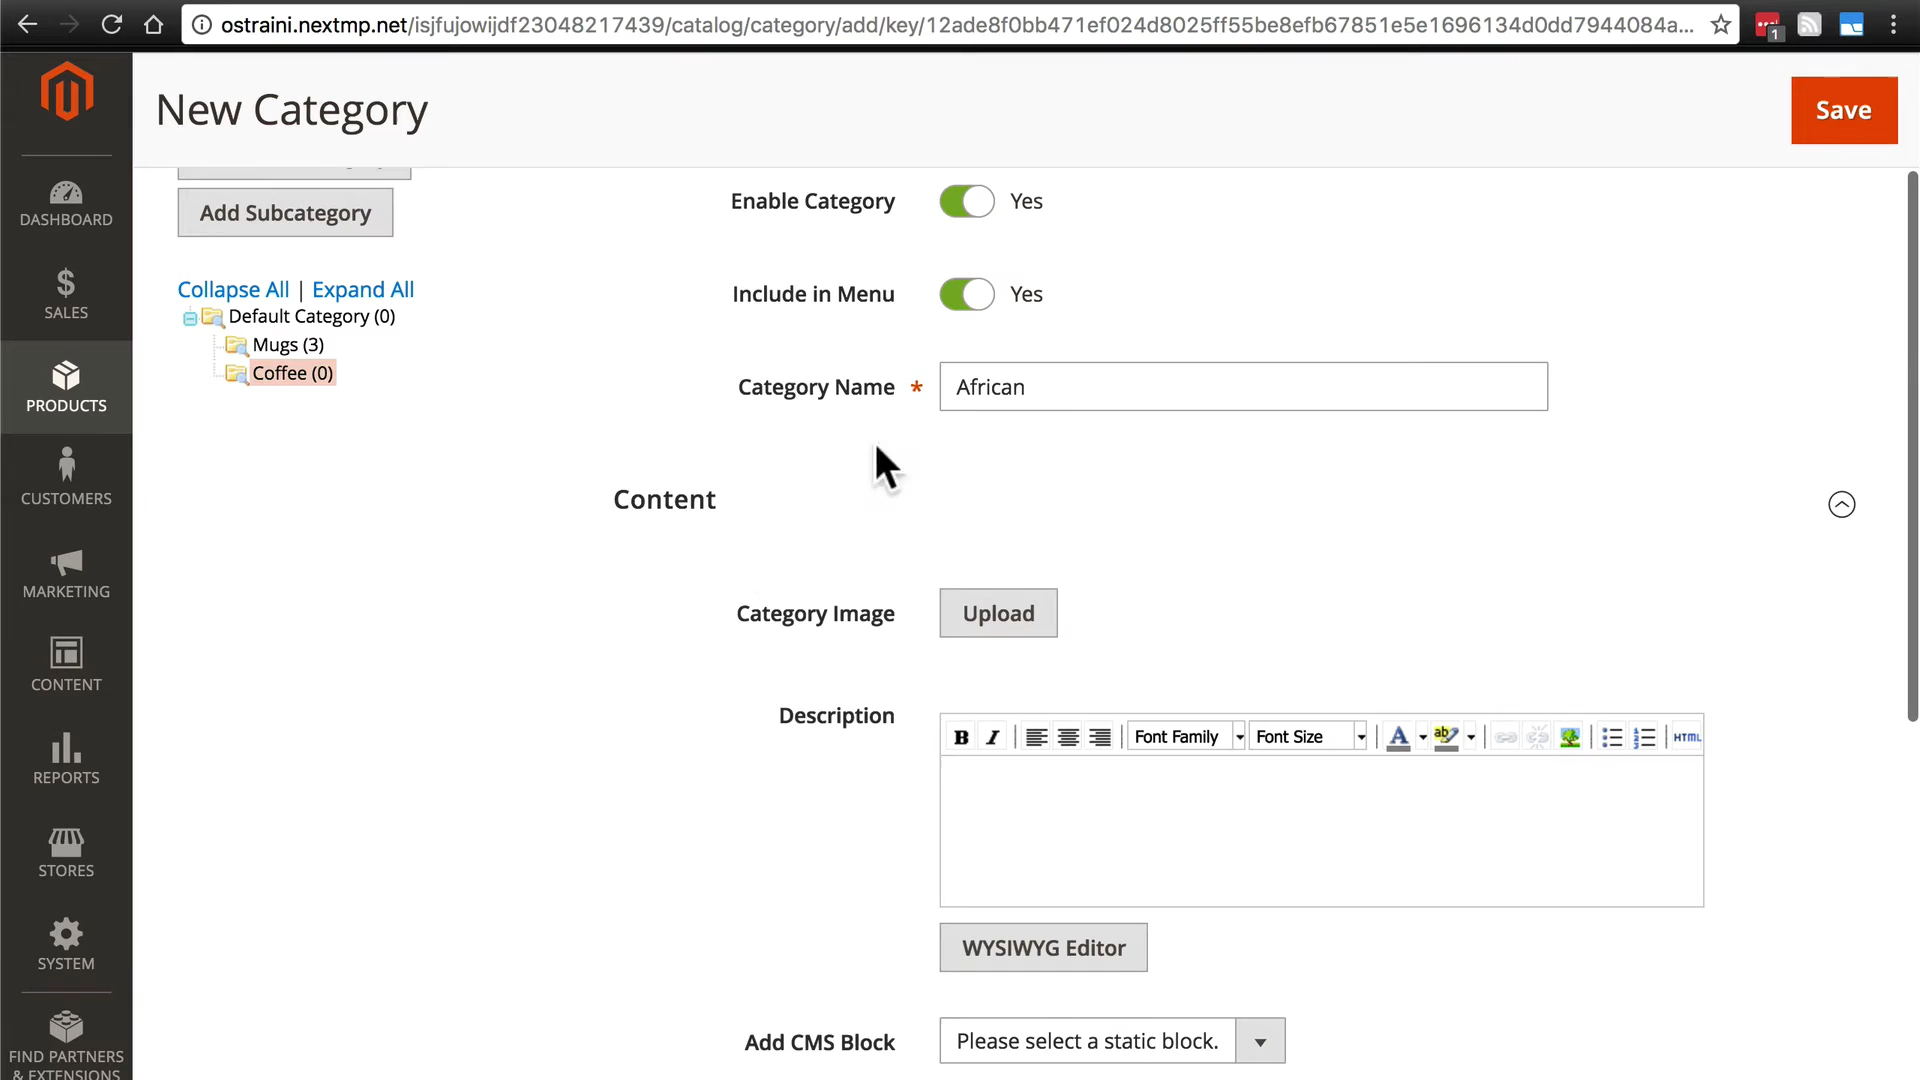 ostraini.nextmp.net/isjfujowijdf23048217439/catalog/category/add/key/12ade8f0bb471ef024d8025ff55be8efb67851e5e1696134d0dd7944084a...
1
New Category
Save
DASHBOARD
SALES
PRODUCTS
CUSTOMERS
MARKETING
CONTENT
REPORTS
STORES
SYSTEM
FIND PARTNERS
& EXTENSIONS
Add Subcategory
Collapse All | Expand All
Default Category (0)
Mugs (3)
Coffee (0)
Enable Category Yes
Include in Menu Yes
Category Name * African
Content
Category Image Upload
Description
B I Font Family Font Size A ab HTML
WYSIWYG Editor
Add CMS Block Please select a static block.